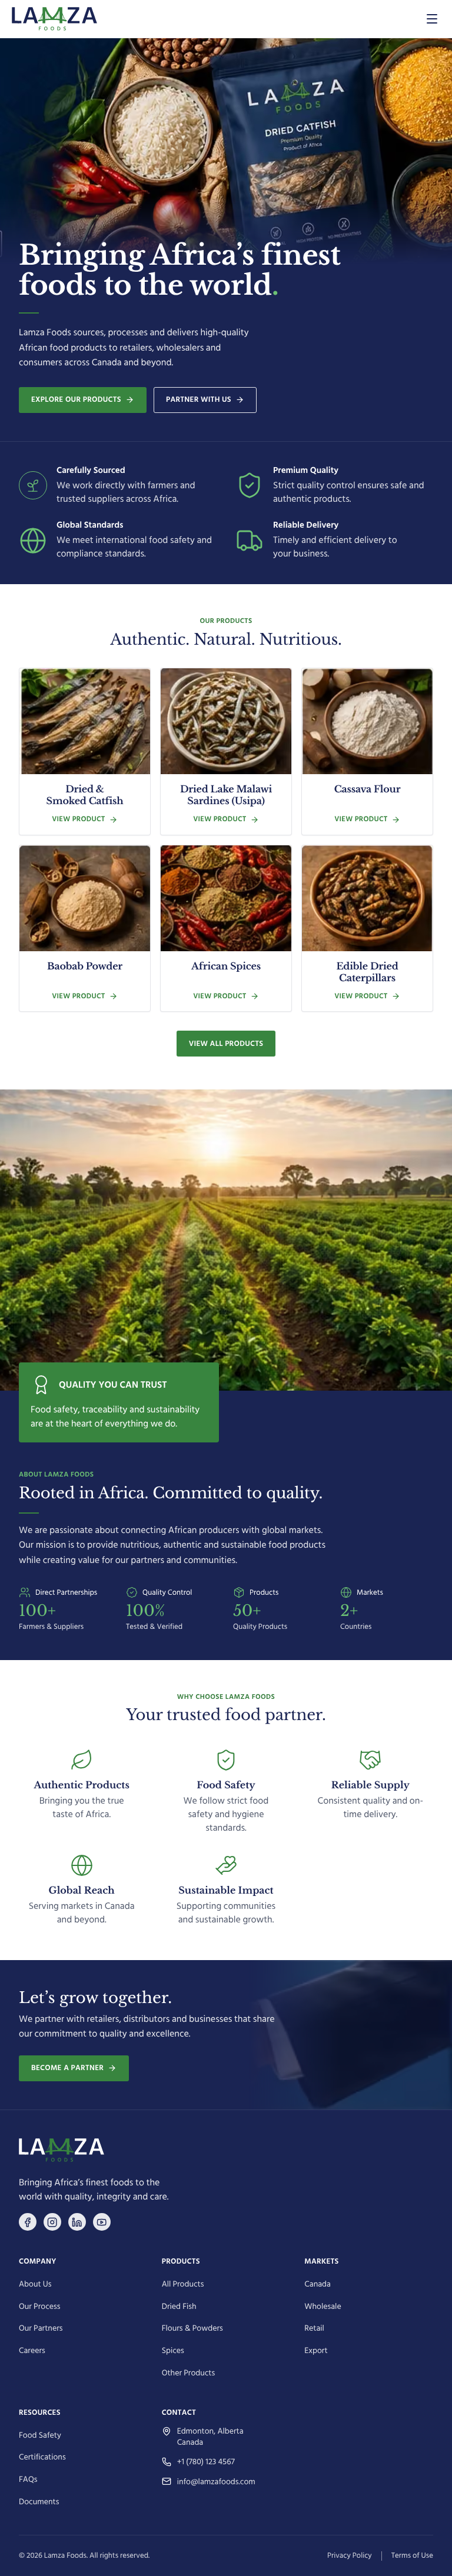 LAMZA
FOODS
LAMZA
FOODS
DRIED CATFISH
Premium Quality
Product of Africa
Bringing Africa’s finest
foods to the world.
Lamza Foods sources, processes and delivers high-quality
African food products to retailers, wholesalers and
consumers across Canada and beyond.
EXPLORE OUR PRODUCTS
PARTNER WITH US
Carefully Sourced
We work directly with farmers and
trusted suppliers across Africa.
Premium Quality
Strict quality control ensures safe and
authentic products.
Global Standards
We meet international food safety and
compliance standards.
Reliable Delivery
Timely and efficient delivery to
your business.
OUR PRODUCTS
Authentic. Natural. Nutritious.
Dried &
Smoked Catfish
VIEW PRODUCT
Dried Lake Malawi
Sardines (Usipa)
VIEW PRODUCT
Cassava Flour
VIEW PRODUCT
Baobab Powder
VIEW PRODUCT
African Spices
VIEW PRODUCT
Edible Dried
Caterpillars
VIEW PRODUCT
VIEW ALL PRODUCTS
QUALITY YOU CAN TRUST
Food safety, traceability and sustainability
are at the heart of everything we do.
ABOUT LAMZA FOODS
Rooted in Africa. Committed to quality.
We are passionate about connecting African producers with global markets.
Our mission is to provide nutritious, authentic and sustainable food products
while creating value for our partners and communities.
Direct Partnerships
100+
Farmers & Suppliers
Quality Control
100%
Tested & Verified
Products
50+
Quality Products
Markets
2+
Countries
WHY CHOOSE LAMZA FOODS
Your trusted food partner.
Authentic Products
Bringing you the true
taste of Africa.
Food Safety
We follow strict food
safety and hygiene
standards.
Reliable Supply
Consistent quality and on-
time delivery.
Global Reach
Serving markets in Canada
and beyond.
Sustainable Impact
Supporting communities
and sustainable growth.
Let’s grow together.
We partner with retailers, distributors and businesses that share
our commitment to quality and excellence.
BECOME A PARTNER
LAMZA
FOODS
Bringing Africa’s finest foods to the
world with quality, integrity and care.
COMPANY
About Us
Our Process
Our Partners
Careers
PRODUCTS
All Products
Dried Fish
Flours & Powders
Spices
Other Products
MARKETS
Canada
Wholesale
Retail
Export
RESOURCES
Food Safety
Certifications
FAQs
Documents
CONTACT
Edmonton, Alberta
Canada
+1 (780) 123 4567
info@lamzafoods.com
© 2026 Lamza Foods. All rights reserved.
Privacy Policy
Terms of Use